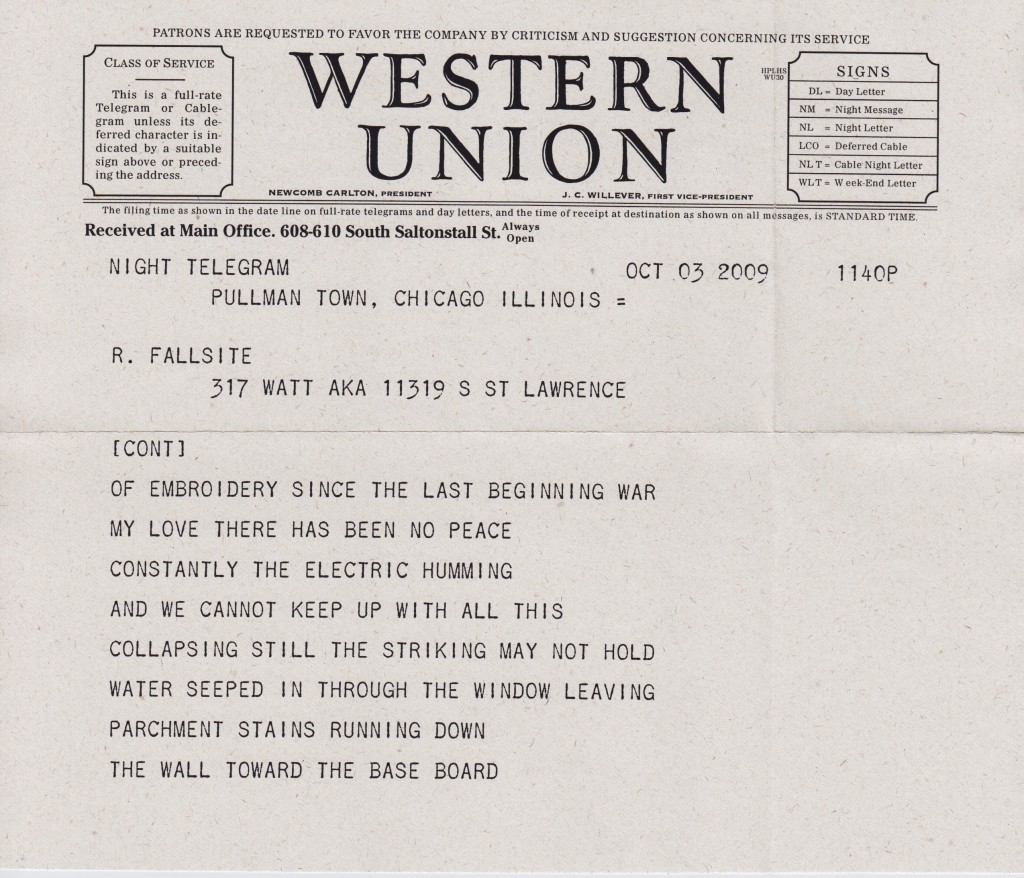 PATRONS ARE REQUESTED TO FAVOR THE COMPANY BY CRITICISM AND SUGGESTION CONCERNING ITS SERVICE
CLASS OF SERVICE
This is a full-rate
Telegram or Cable-
gram unless its de-
ferred character is in-
dicated by a suitable
sign above or preced-
ing the address.
WESTERN
UNION
NEWCOMB CARLTON, PRESIDENT
J. C. WILLEVER, FIRST VICE-PRESIDENT
HPLHS
WU30
SIGNS
DL = Day Letter
NM = Night Message
NL = Night Letter
LCO = Deferred Cable
NLT = Cable Night Letter
WLT = Week-End Letter
The filing time as shown in the date line on full-rate telegrams and day letters, and the time of receipt at destination as shown on all messages, is STANDARD TIME.
Received at Main Office. 608-610 South Saltonstall St. Always Open
NIGHT TELEGRAM OCT 03 2009 1140P
PULLMAN TOWN, CHICAGO ILLINOIS =
R. FALLSITE
317 WATT AKA 11319 S ST LAWRENCE
[CONT]
OF EMBROIDERY SINCE THE LAST BEGINNING WAR
MY LOVE THERE HAS BEEN NO PEACE
CONSTANTLY THE ELECTRIC HUMMING
AND WE CANNOT KEEP UP WITH ALL THIS
COLLAPSING STILL THE STRIKING MAY NOT HOLD
WATER SEEPED IN THROUGH THE WINDOW LEAVING
PARCHMENT STAINS RUNNING DOWN
THE WALL TOWARD THE BASE BOARD